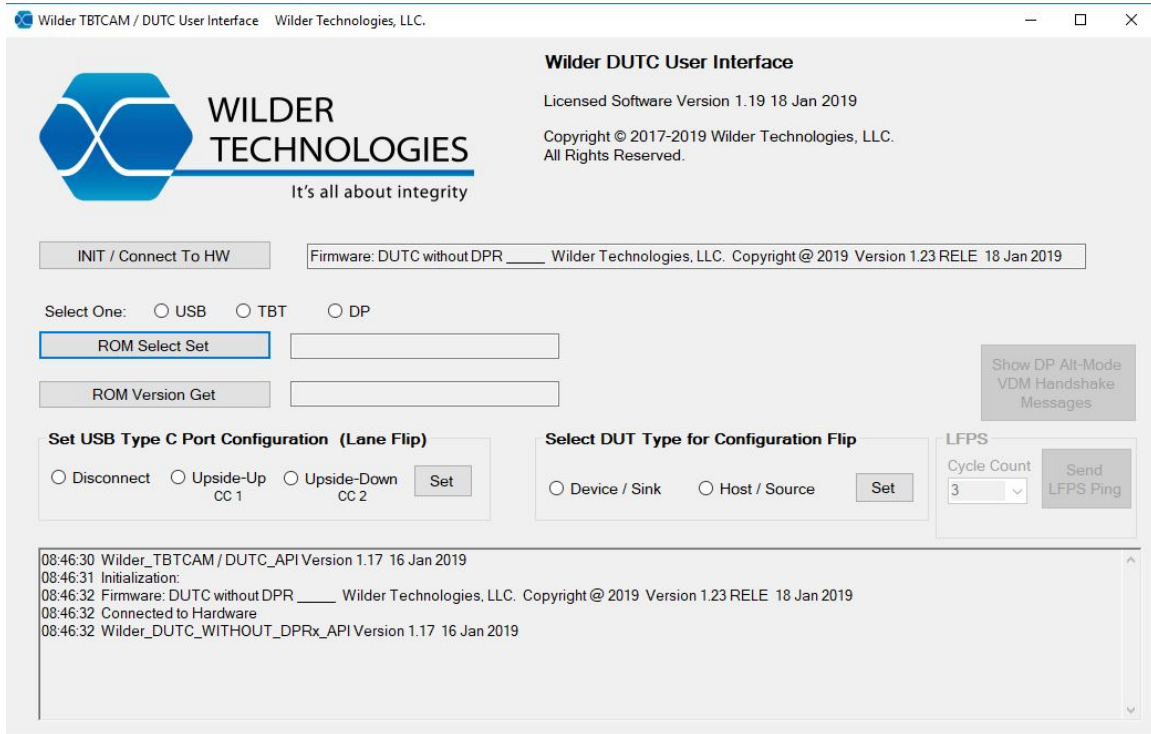 Wilder TBTCAM / DUTC User Interface Wilder Technologies, LLC.
Wilder DUTC User Interface
Licensed Software Version 1.19 18 Jan 2019
Copyright © 2017-2019 Wilder Technologies, LLC.
All Rights Reserved.
WILDER
TECHNOLOGIES
It's all about integrity
INIT / Connect To HW
Firmware: DUTC without DPR _____ Wilder Technologies, LLC. Copyright @ 2019 Version 1.23 RELE 18 Jan 2019
Select One: USB TBT DP
ROM Select Set
ROM Version Get
Show DP Alt-Mode
VDM Handshake
Messages
Set USB Type C Port Configuration (Lane Flip)
Disconnect Upside-Up Upside-Down Set
CC 1 CC 2
Select DUT Type for Configuration Flip
Device / Sink Host / Source Set
LFPS
Cycle Count
3
Send
LFPS Ping
08:46:30 Wilder_TBTCAM / DUTC_API Version 1.17 16 Jan 2019
08:46:31 Initialization:
08:46:32 Firmware: DUTC without DPR _____ Wilder Technologies, LLC. Copyright @ 2019 Version 1.23 RELE 18 Jan 2019
08:46:32 Connected to Hardware
08:46:32 Wilder_DUTC_WITHOUT_DPRx_API Version 1.17 16 Jan 2019